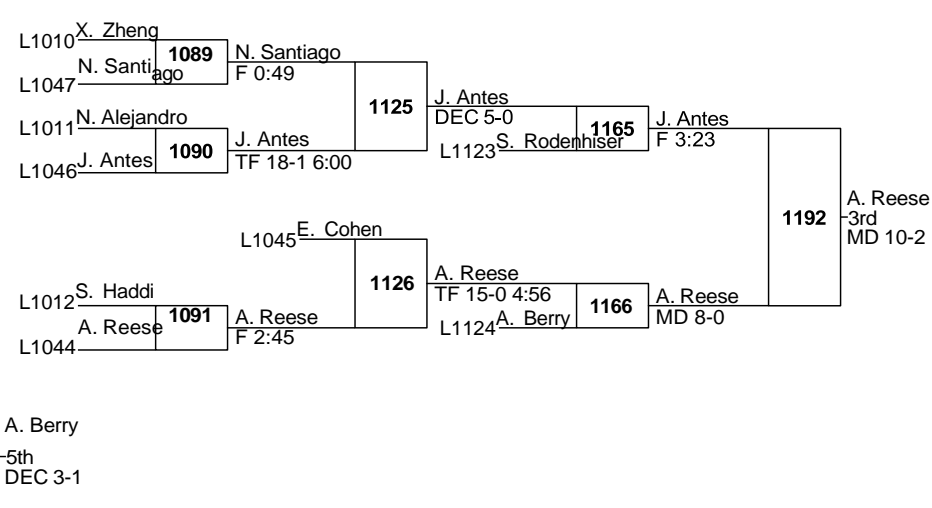 X. Zheng
L1010
1089
N. Santiago
N. Santiago
F 0:49
L1047
1125
J. Antes
DEC 5-0
N. Alejandro
L1011
1090
J. Antes
J. Antes
TF 18-1 6:00
L1046
1165
S. Rodenhiser
L1123
J. Antes
F 3:23
1192
A. Reese
3rd
MD 10-2
E. Cohen
L1045
1126
A. Reese
TF 15-0 4:56
S. Haddi
L1012
1091
A. Reese
A. Reese
F 2:45
L1044
1166
A. Berry
L1124
A. Reese
MD 8-0
A. Berry
5th
DEC 3-1